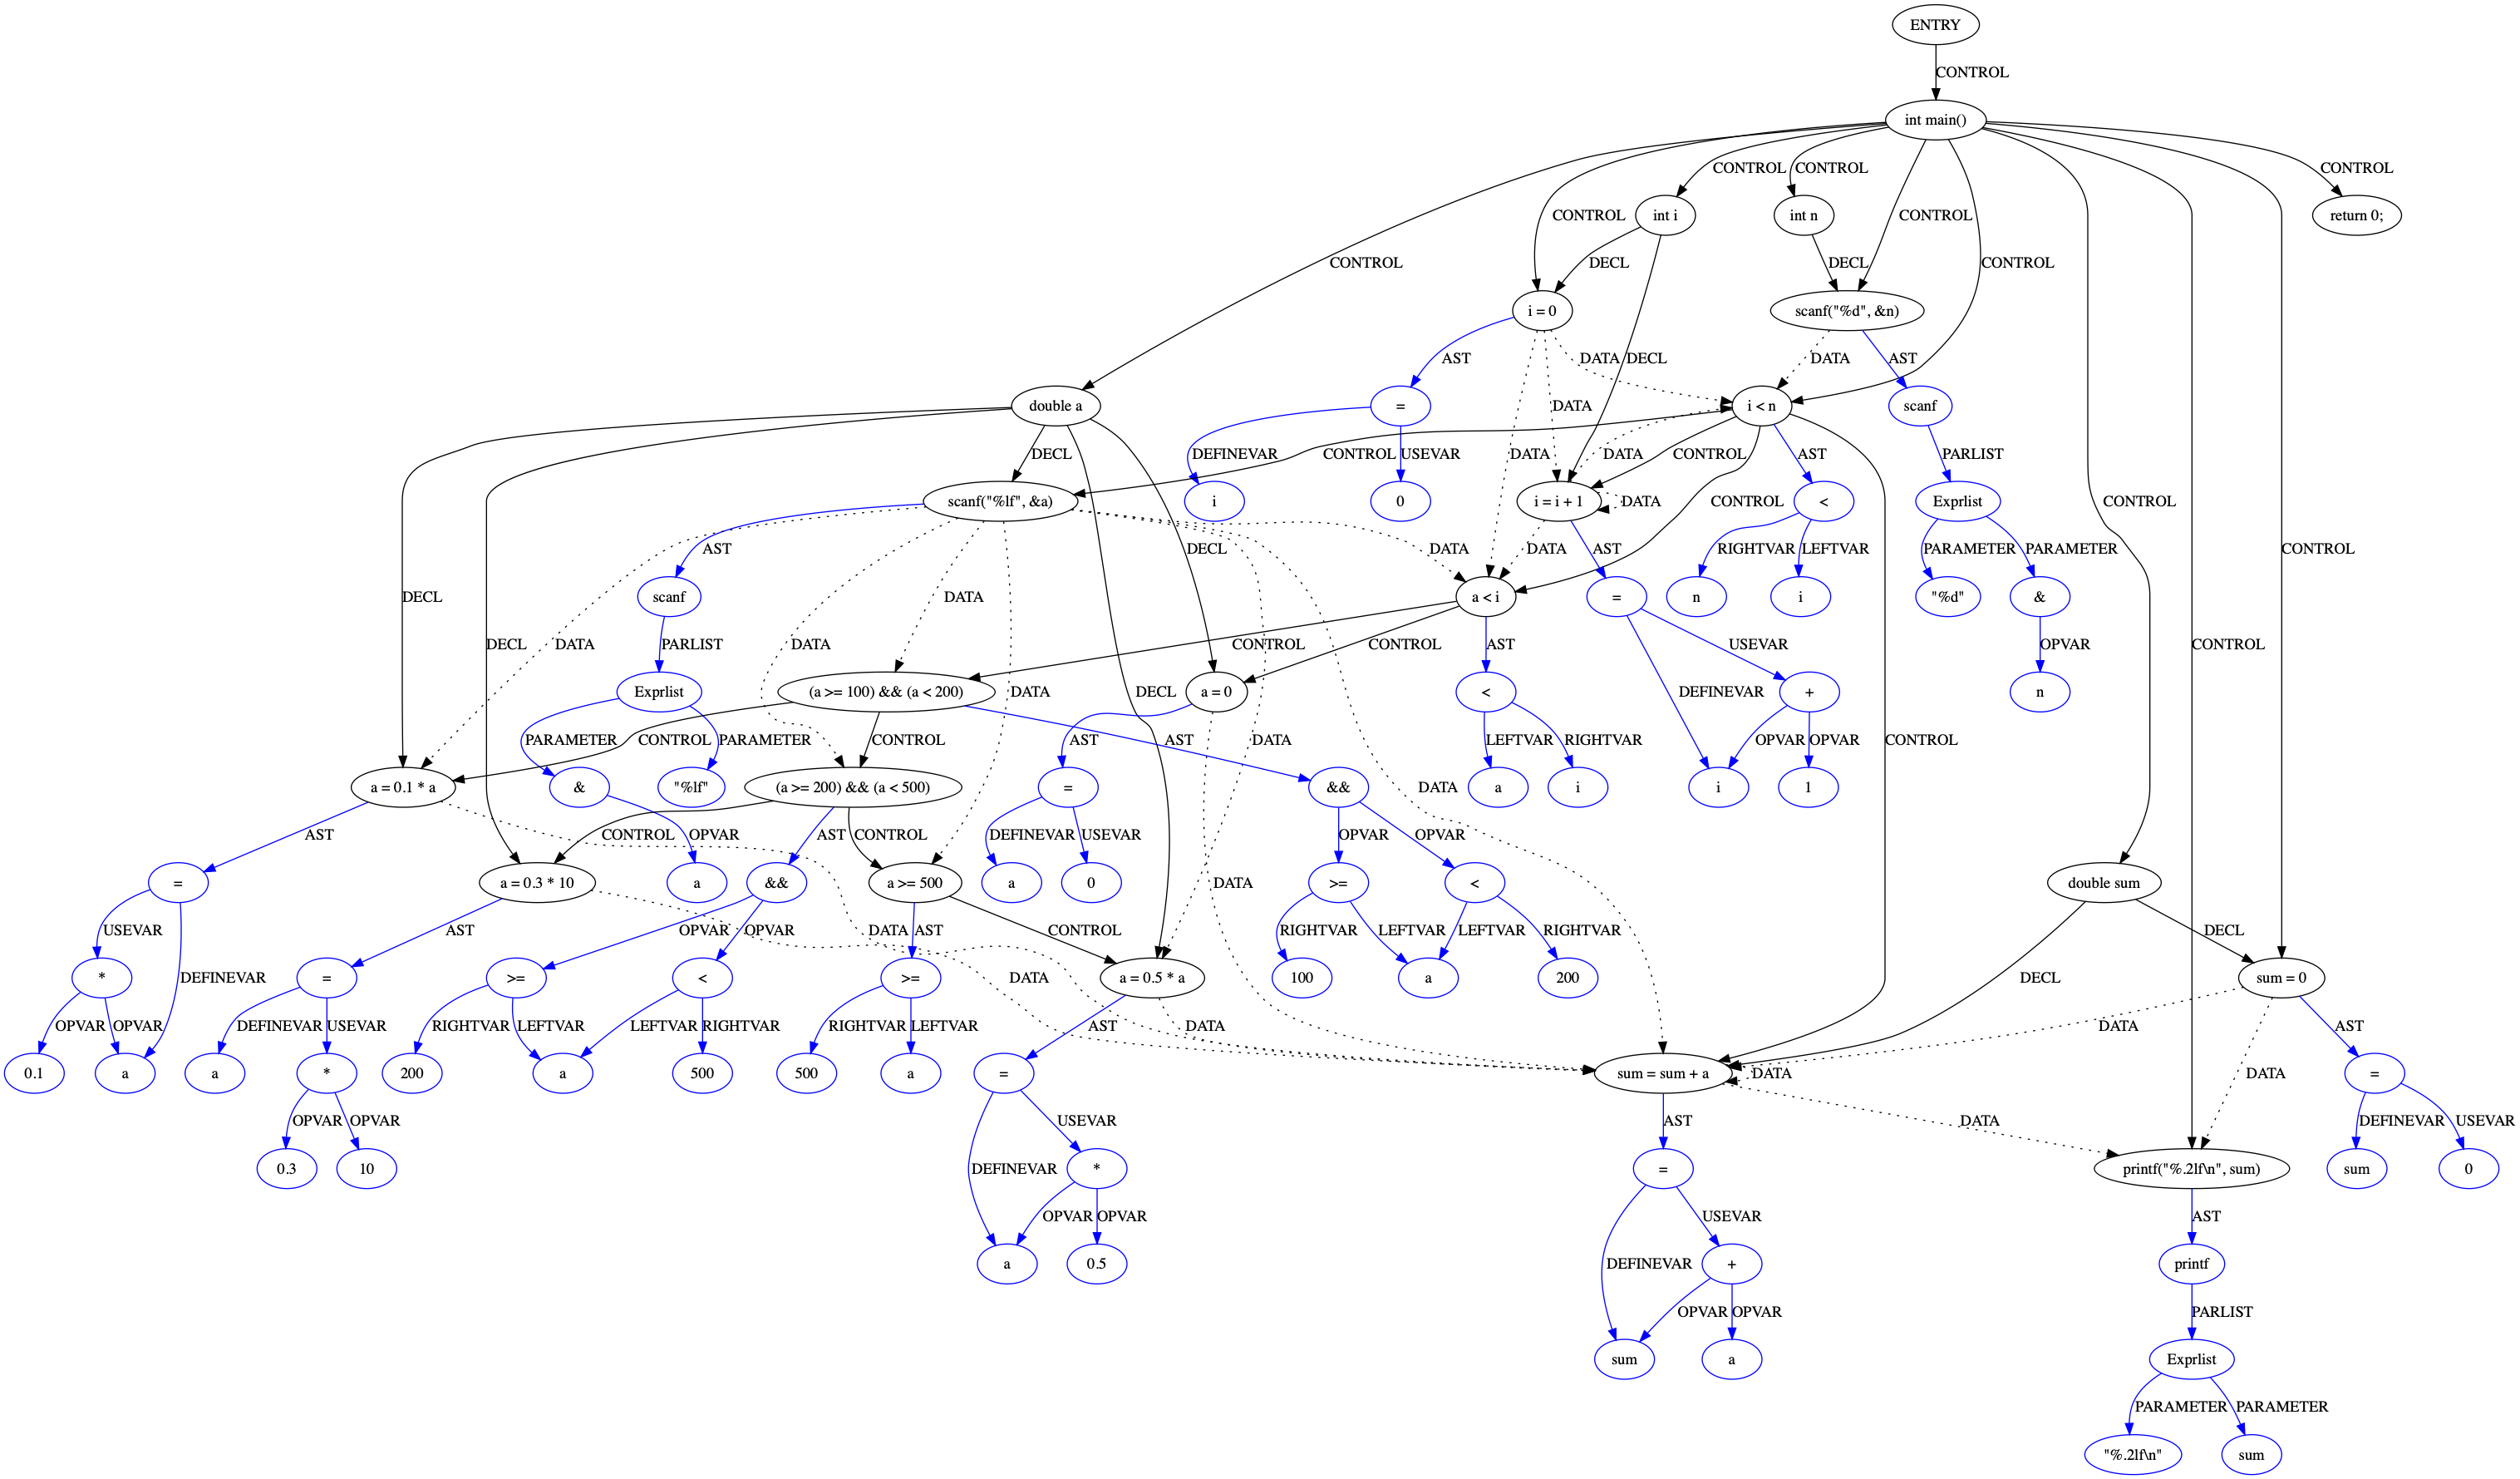 ENTRY
CONTROL
int main()
CONTROL
CONTROL
CONTROL
CONTROL
int i
int n
return 0;
CONTROL
CONTROL
CONTROL
DECL
DECL
CONTROL
i = 0
scanf("%d", &n)
AST
DATA
DECL
DATA
AST
double a
=
i < n
scanf
DECL
CONTROL
DEFINEVAR
USEVAR
DATA
DATA
DATA
CONTROL
AST
PARLIST
scanf("%lf", &a)
i
0
i = i + 1
DATA
<
Exprlist
CONTROL
CONTROL
AST
DECL
DATA
DATA
AST
RIGHTVAR
LEFTVAR
PARAMETER
PARAMETER
CONTROL
scanf
a < i
=
n
i
"%d"
&
DECL
DATA
PARLIST
DECL
DATA
DATA
CONTROL
CONTROL
AST
USEVAR
OPVAR
CONTROL
Exprlist
(a >= 100) && (a < 200)
a = 0
<
+
n
DATA
DECL
DEFINEVAR
PARAMETER
CONTROL
PARAMETER
CONTROL
AST
AST
DATA
LEFTVAR
RIGHTVAR
OPVAR
OPVAR
CONTROL
a = 0.1 * a
&
"%lf"
(a >= 200) && (a < 500)
=
&&
a
i
i
1
DATA
AST
CONTROL
OPVAR
AST
CONTROL
DEFINEVAR
USEVAR
OPVAR
OPVAR
=
a = 0.3 * 10
a
&&
a >= 500
a
0
DATA
>=
<
double sum
USEVAR
AST
OPVAR
OPVAR
DATA
AST
CONTROL
RIGHTVAR
LEFTVAR
LEFTVAR
RIGHTVAR
DECL
*
DEFINEVAR
=
>=
<
>=
DATA
a = 0.5 * a
100
a
200
DECL
sum = 0
OPVAR
OPVAR
DEFINEVAR
USEVAR
RIGHTVAR
LEFTVAR
LEFTVAR
RIGHTVAR
RIGHTVAR
LEFTVAR
AST
DATA
DATA
AST
0.1
a
a
*
200
a
500
500
a
=
sum = sum + a
DATA
DATA
=
OPVAR
OPVAR
USEVAR
AST
DATA
DEFINEVAR
USEVAR
0.3
10
DEFINEVAR
*
=
printf("%.2lf\n", sum)
sum
0
OPVAR
OPVAR
USEVAR
AST
a
0.5
DEFINEVAR
+
printf
OPVAR
OPVAR
PARLIST
sum
a
Exprlist
PARAMETER
PARAMETER
"%.2lf\n"
sum